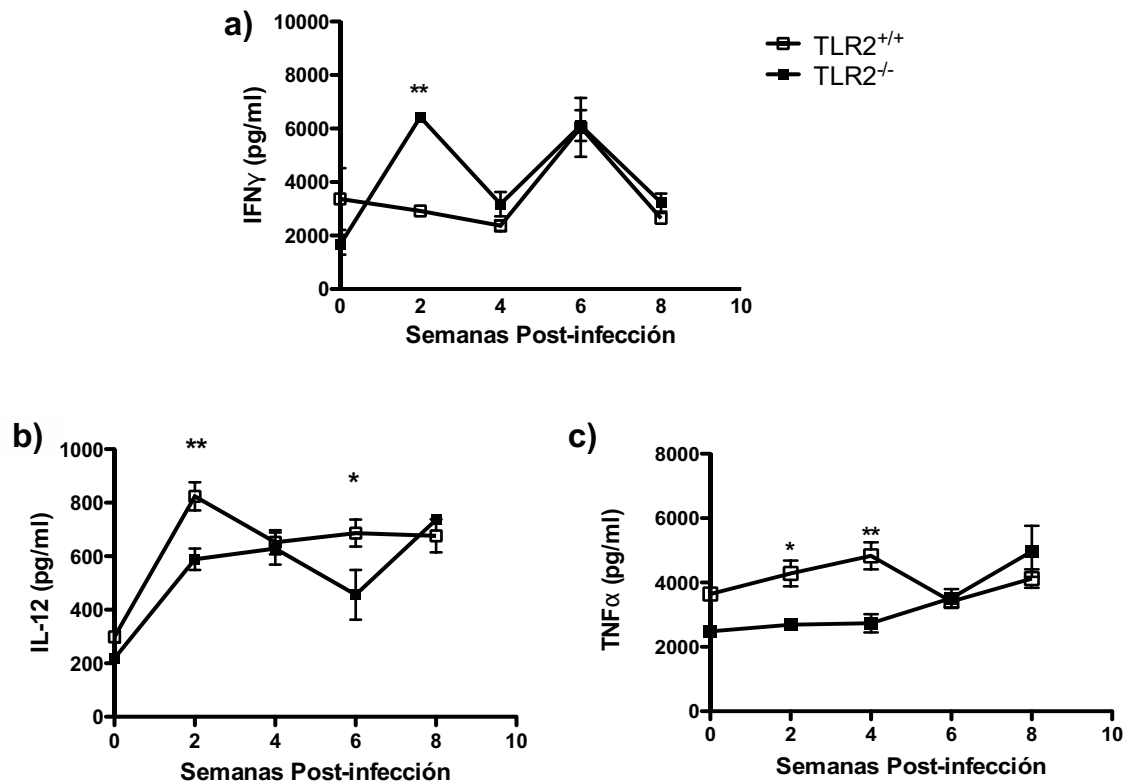 a)
TLR2+/+
TLR2-/-
10000
8000
6000
4000
2000
0
IFNγ (pg/ml)
**
0 2 4 6 8 10
Semanas Post-infección
b)
1000
800
600
400
200
0
IL-12 (pg/ml)
**
*
0 2 4 6 8 10
Semanas Post-infección
c)
8000
6000
4000
2000
0
TNFα (pg/ml)
*
**
0 2 4 6 8 10
Semanas Post-infección